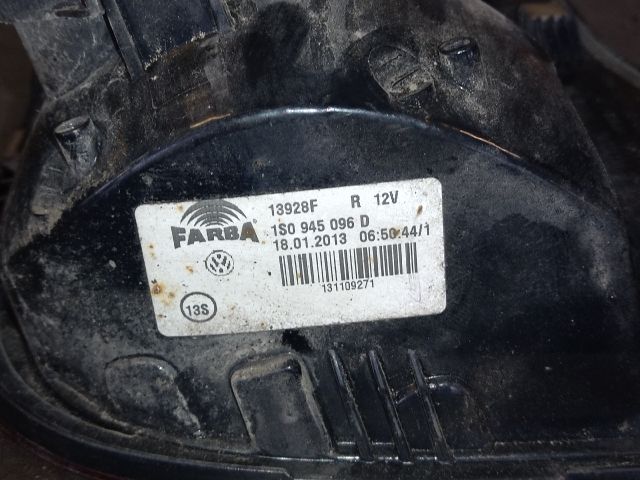 13928F R 12V
FARBA 1S0 945 096 D
18.01.2013 06:50:44/1
131109271
13S